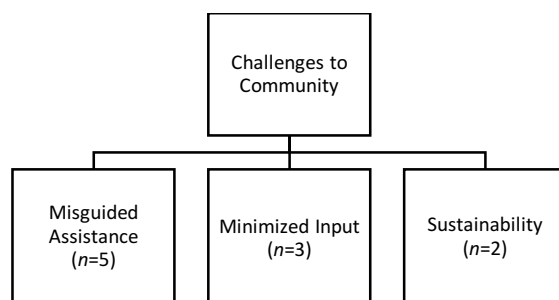 Challenges to
Community
Misguided
Assistance
(n=5)
Minimized Input
(n=3)
Sustainability
(n=2)